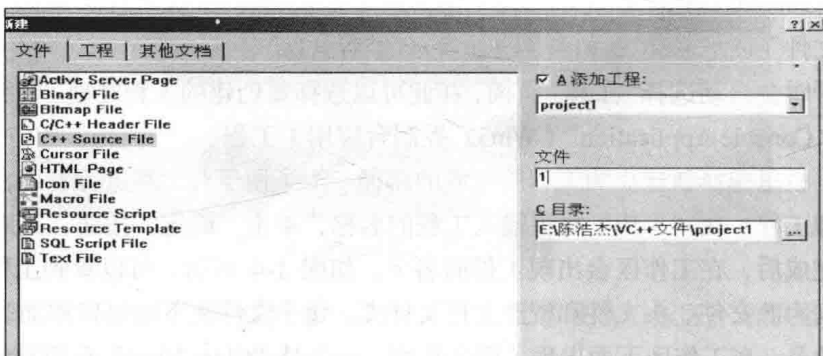 新建
文件 工程 其他文档
Active Server Page
Binary File
Bitmap File
C/C++ Header File
C++ Source File
Cursor File
HTML Page
Icon File
Macro File
Resource Script
Resource Template
SQL Script File
Text File
A添加工程:
project1
文件
1
C目录:
E:\陈浩杰\VC++文件\project1 ...